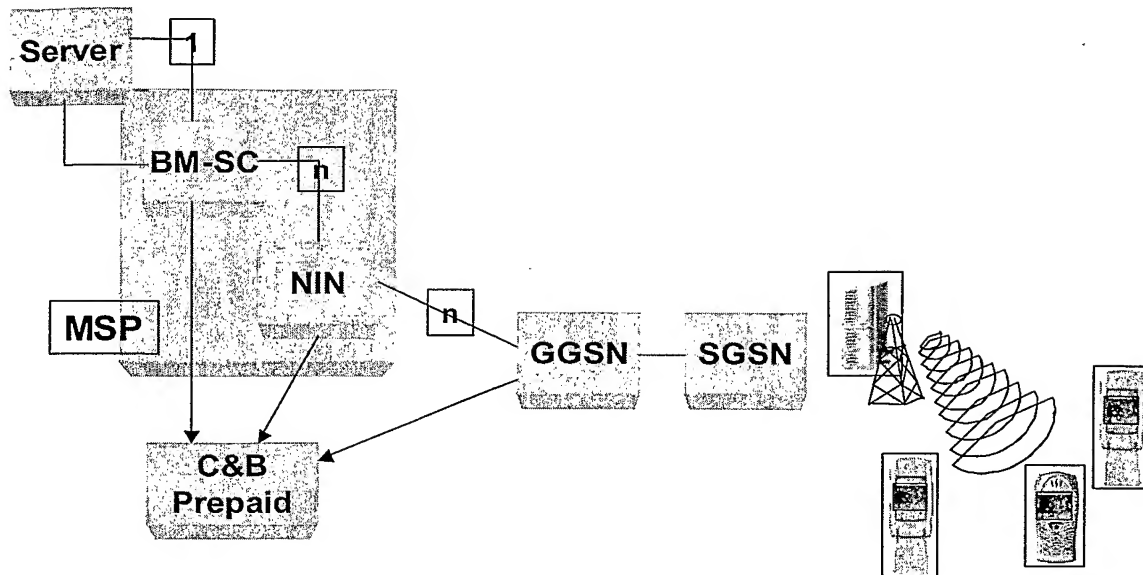 Server
1
BM-SC
n
NIN
n
MSP
GGSN
SGSN
C&B
Prepaid